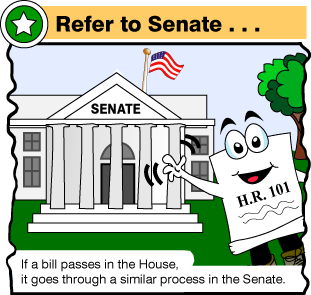 Refer to Senate . . .
SENATE
H.R. 101
If a bill passes in the House,
it goes through a similar process in the Senate.